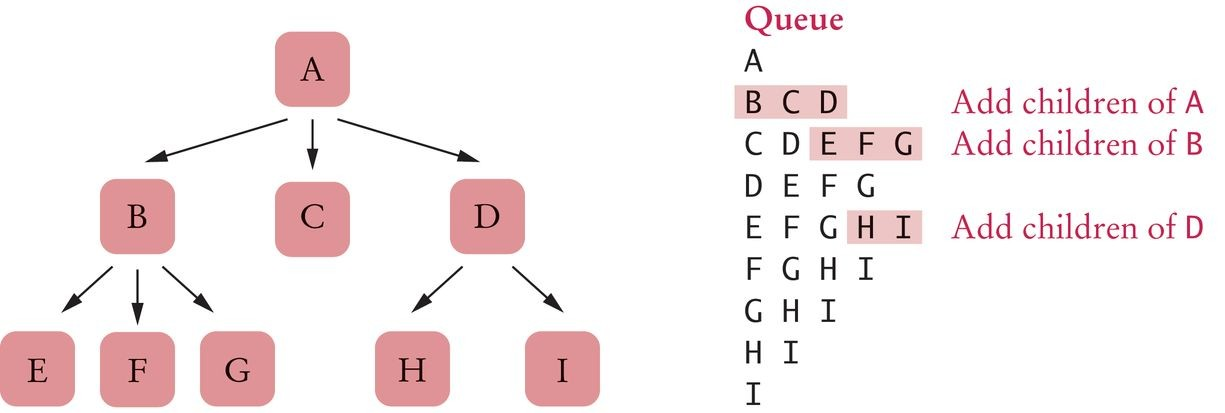 A
B C D
E F G H I
Queue
A
B C D Add children of A
C D E F G Add children of B
D E F G
E F G H I Add children of D
F G H I
G H I
H I
I